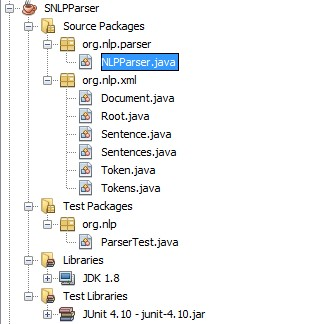 SNLPParser
Source Packages
org.nlp.parser
NLPParser.java
org.nlp.xml
Document.java
Root.java
Sentence.java
Sentences.java
Token.java
Tokens.java
Test Packages
org.nlp
ParserTest.java
Libraries
JDK 1.8
Test Libraries
JUnit 4.10 - junit-4.10.jar